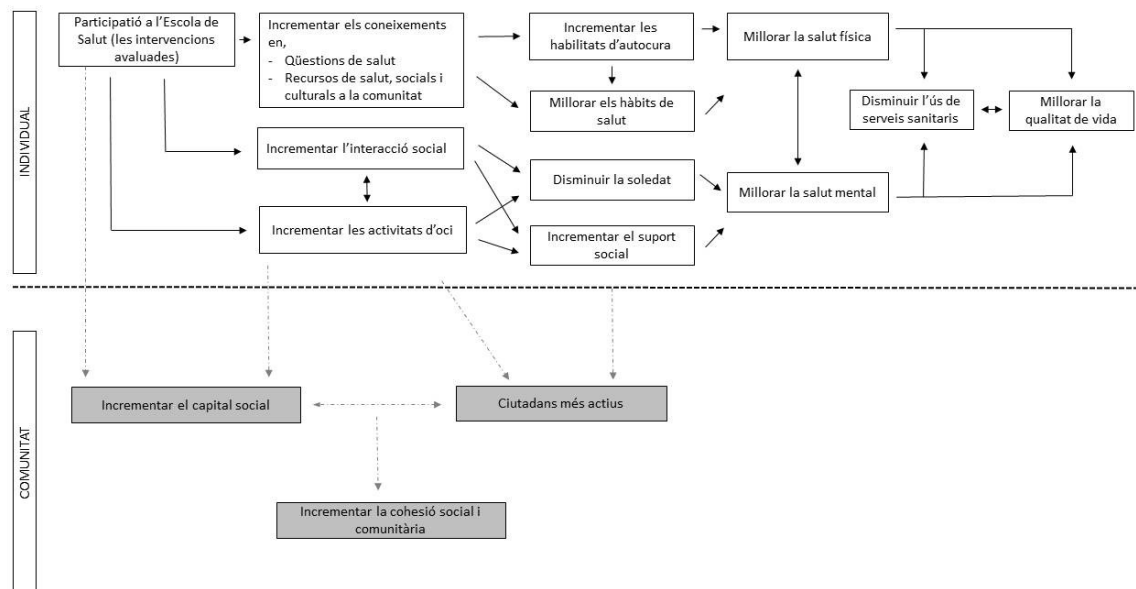 Participatió a l’Escola de
Salut (les intervencions
avaluades)
Incrementar els coneixements
en,
- Qüestions de salut
- Recursos de salut, socials i
culturals a la comunitat
Incrementar les
habilitats d’autocura
Millorar la salut física
Millorar els hàbits de
salut
Disminuir l’ús de
serveis sanitaris
Millorar la
qualitat de vida
INDIVIDUAL
Incrementar l’interacció social
Disminuir la soledat
Millorar la salut mental
Incrementar les activitats d’oci
Incrementar el suport
social
COMUNITAT
Incrementar el capital social
Ciutadans més actius
Incrementar la cohesió social i
comunitària